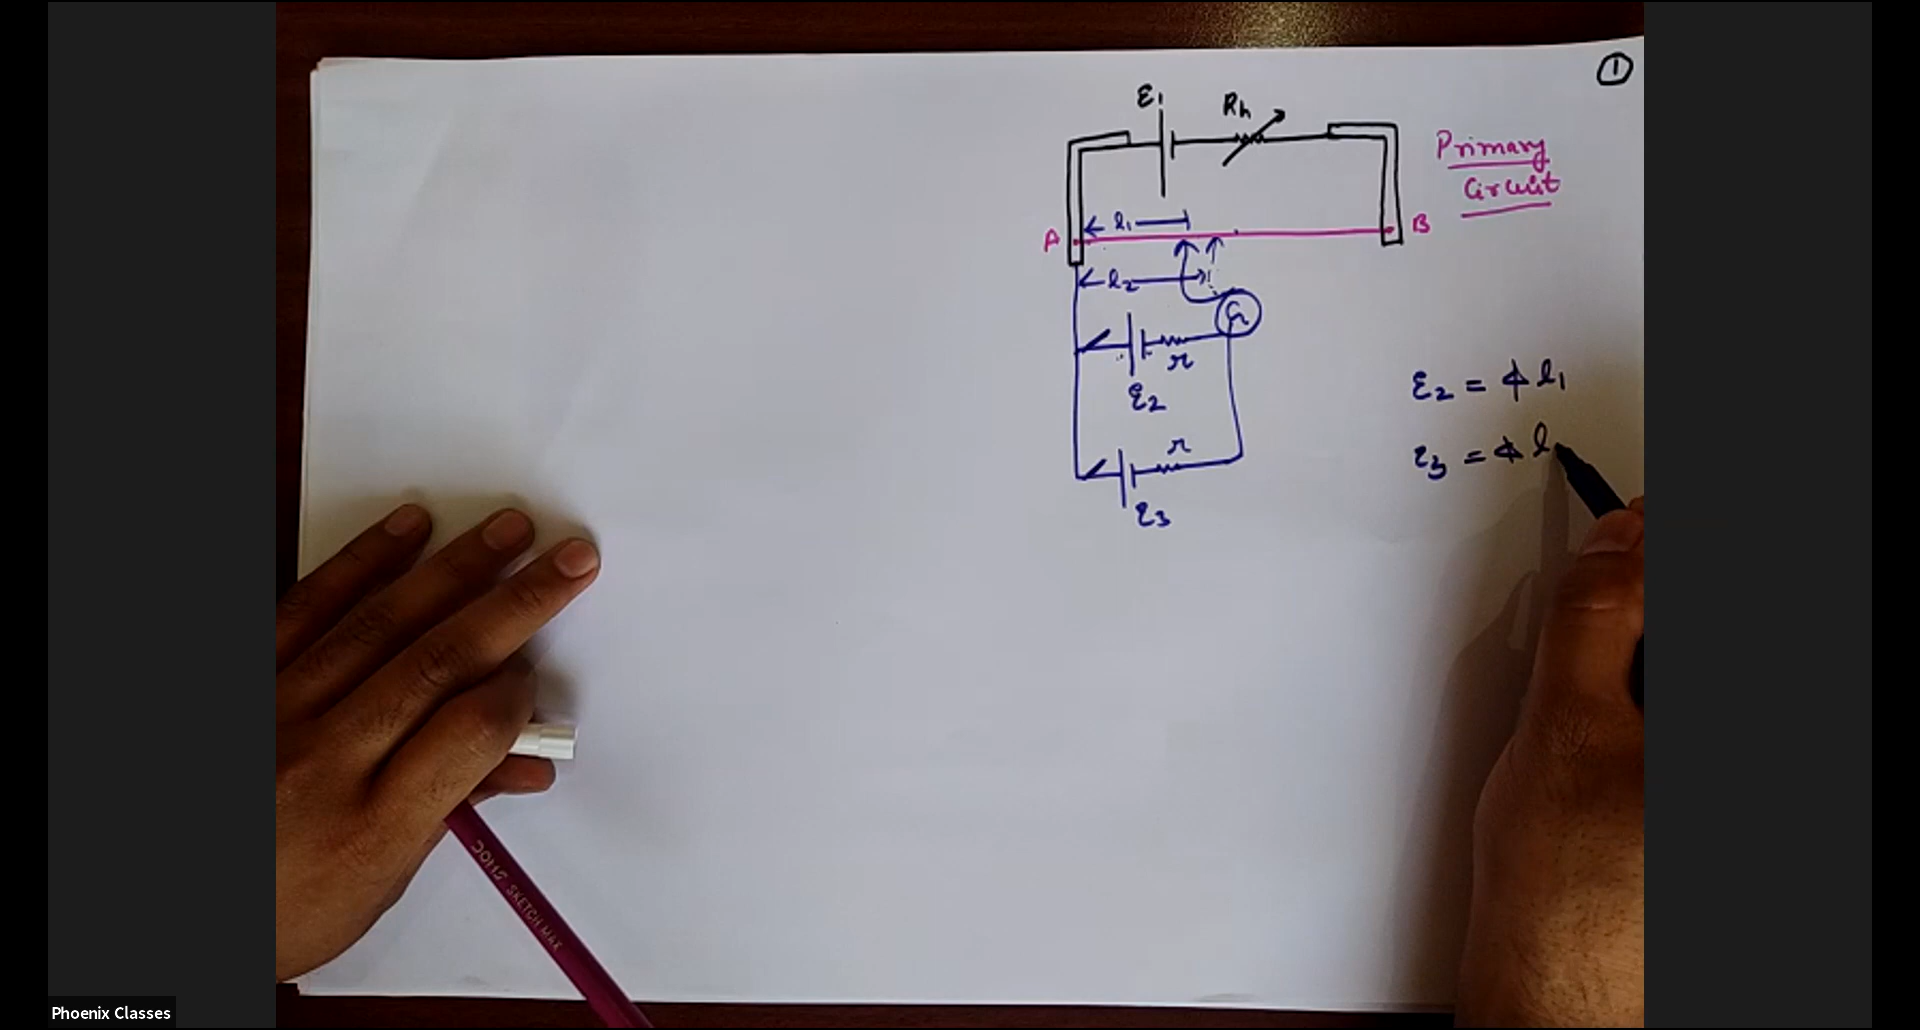 ①
ε₁
Rh
Primary
Circuit
l₁
A
B
l₂
G
r
ε₂
ε₂ = ϕ l₁
r
ε₃ = ϕ l
ε₃
DOMS SKETCH MAX
Phoenix Classes